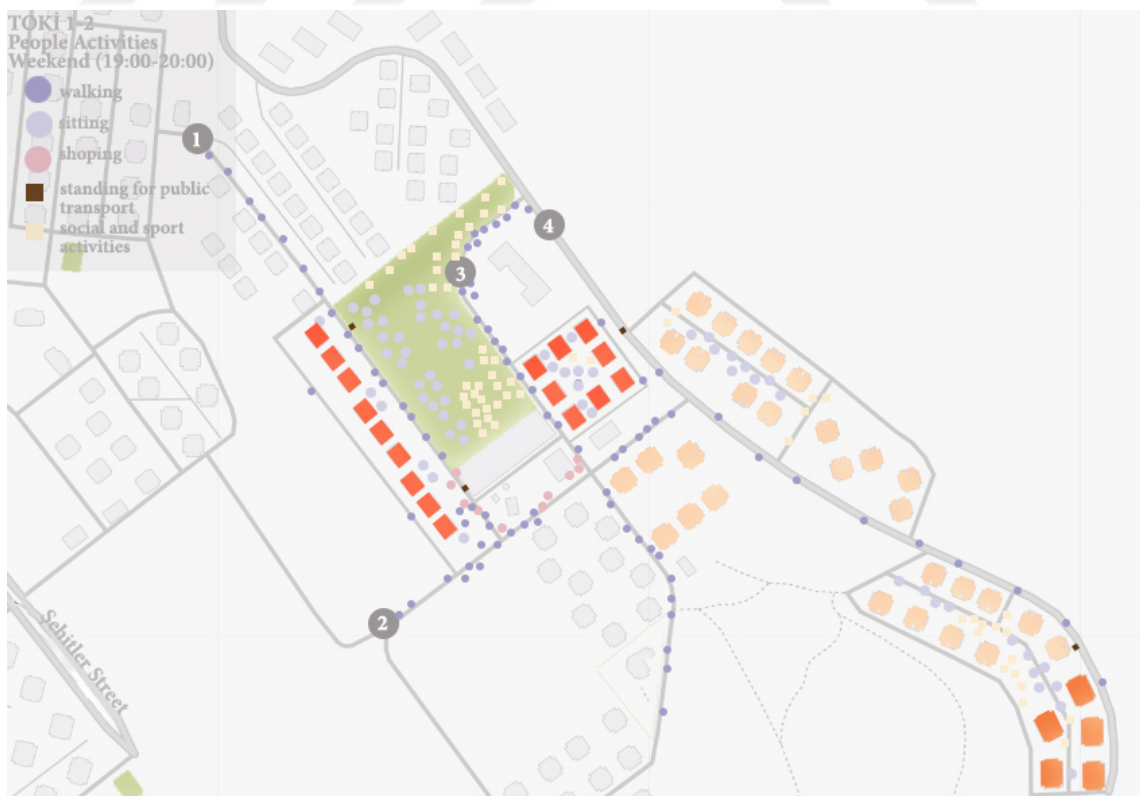 TOKİ 1-2
People Activities
Weekend (19:00-20:00)
walking
sitting
shoping
standing for public
transport
social and sport
activities
1
4
3
2
Sehitler Street